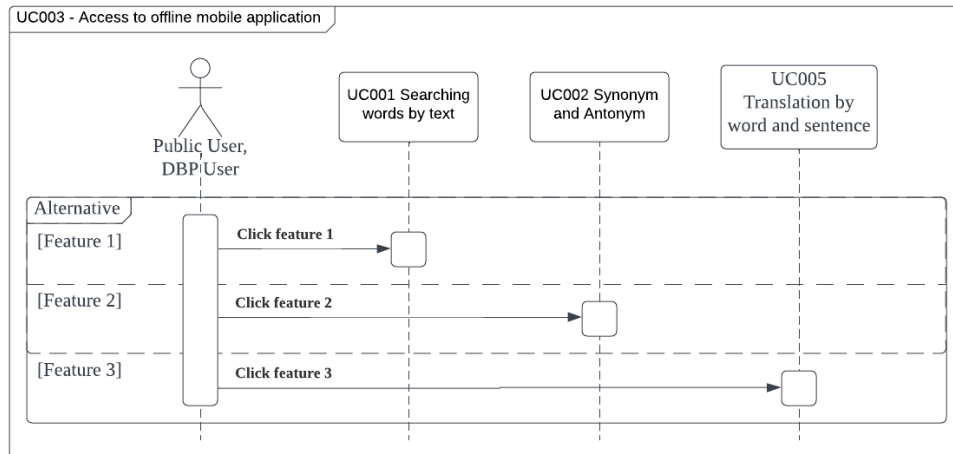 UC003 - Access to offline mobile application
UC001 Searching
words by text
UC002 Synonym
and Antonym
UC005
Translation by
word and sentence
Public User,
DBP User
Alternative
[Feature 1]
Click feature 1
[Feature 2]
Click feature 2
[Feature 3]
Click feature 3